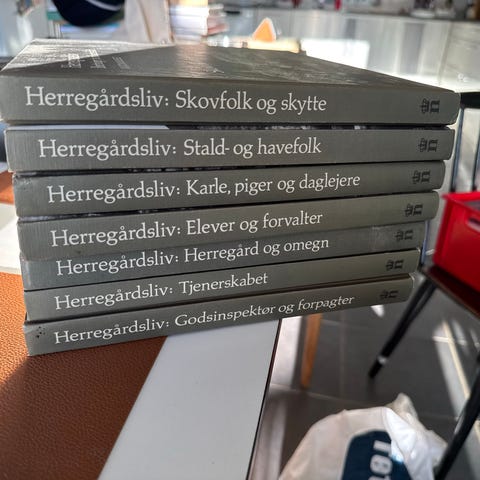 Herregårdsliv: Skovfolk og skytte
Herregårdsliv: Stald- og havefolk
Herregårdsliv: Karle, piger og daglejere
Herregårdsliv: Elever og forvalter
Herregårdsliv: Herregård og omegn
Herregårdsliv: Tjenerskabet
Herregårdsliv: Godsinspektør og forpagter